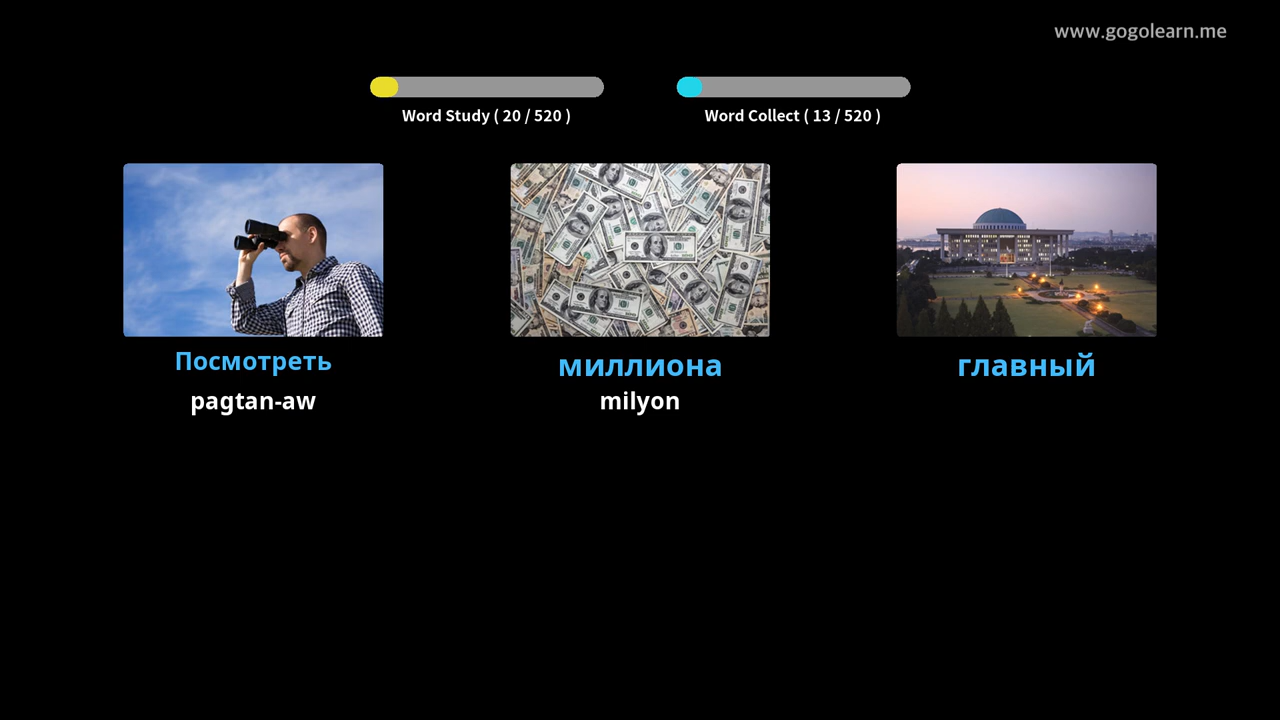 www.gogolearn.me
Word Study ( 20 / 520 )
Word Collect ( 13 / 520 )
Посмотреть
pagtan-aw
миллиона
milyon
главный